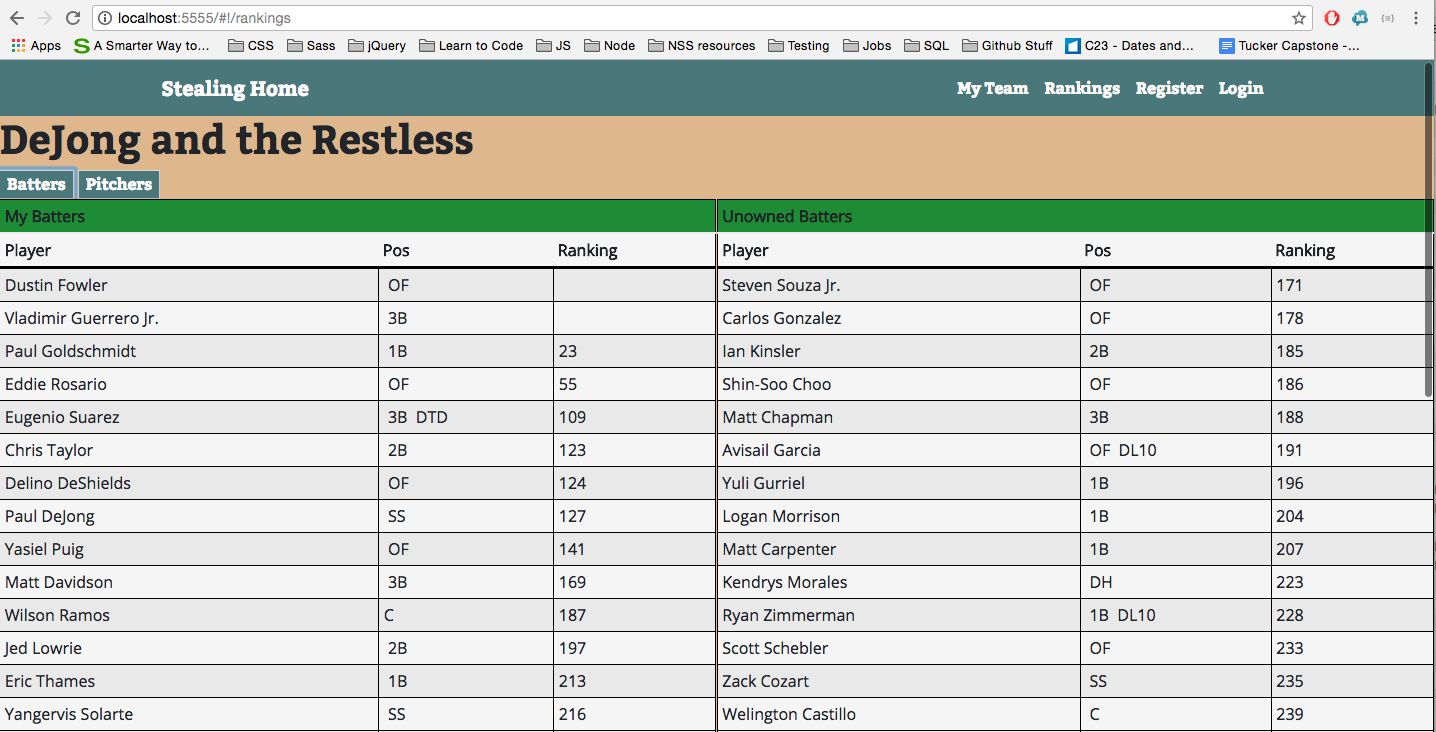 localhost:5555/#!/rankings
Apps A Smarter Way to... CSS Sass jQuery Learn to Code JS Node NSS resources Testing Jobs SQL Github Stuff C23 - Dates and... Tucker Capstone -...
Stealing Home My Team Rankings Register Login
DeJong and the Restless
Batters Pitchers
My Batters Unowned Batters
Player Pos Ranking Player Pos Ranking
Dustin Fowler OF Steven Souza Jr. OF 171
Vladimir Guerrero Jr. 3B Carlos Gonzalez OF 178
Paul Goldschmidt 1B 23 Ian Kinsler 2B 185
Eddie Rosario OF 55 Shin-Soo Choo OF 186
Eugenio Suarez 3B DTD 109 Matt Chapman 3B 188
Chris Taylor 2B 123 Avisail Garcia OF DL10 191
Delino DeShields OF 124 Yuli Gurriel 1B 196
Paul DeJong SS 127 Logan Morrison 1B 204
Yasiel Puig OF 141 Matt Carpenter 1B 207
Matt Davidson 3B 169 Kendrys Morales DH 223
Wilson Ramos C 187 Ryan Zimmerman 1B DL10 228
Jed Lowrie 2B 197 Scott Schebler OF 233
Eric Thames 1B 213 Zack Cozart SS 235
Yangervis Solarte SS 216 Welington Castillo C 239